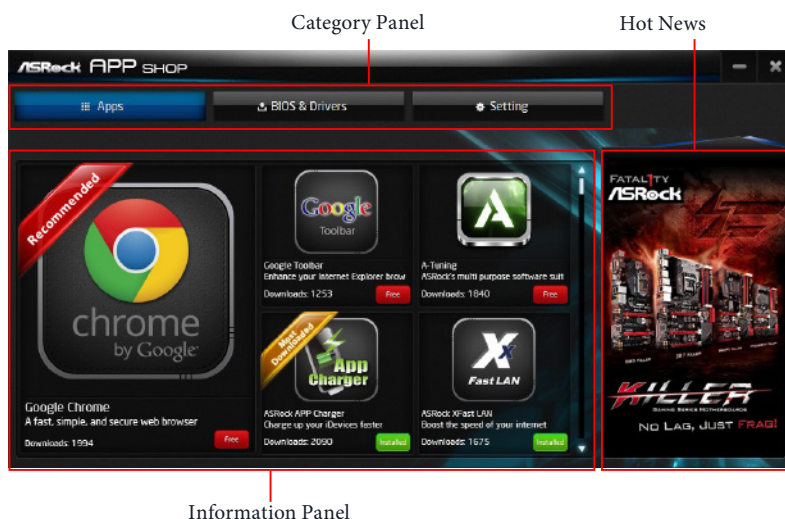 Category Panel
Hot News
ASRock APP SHOP
Apps
BIOS & Drivers
Setting
Recommended
chrome
by Google
Google Chrome
A fast, simple, and secure web browser
Downloads: 1994
Free
Google
Toolbar
Google Toolbar
Enhance your Internet Explorer brow
Downloads: 1253
Free
A-Tuning
ASRock's multi purpose software suit
Downloads: 1840
Free
Most Downloaded
App
Charger
ASRock APP Charger
Charge up your iDevices faster
Downloads: 2090
Installed
Fast LAN
ASRock XFast LAN
Boost the speed of your internet
Downloads: 1675
Installed
FATAL1TY
ASRock
KILLER
GAMING SERIES MOTHERBOARDS
NO LAG, JUST FRAG!
Information Panel